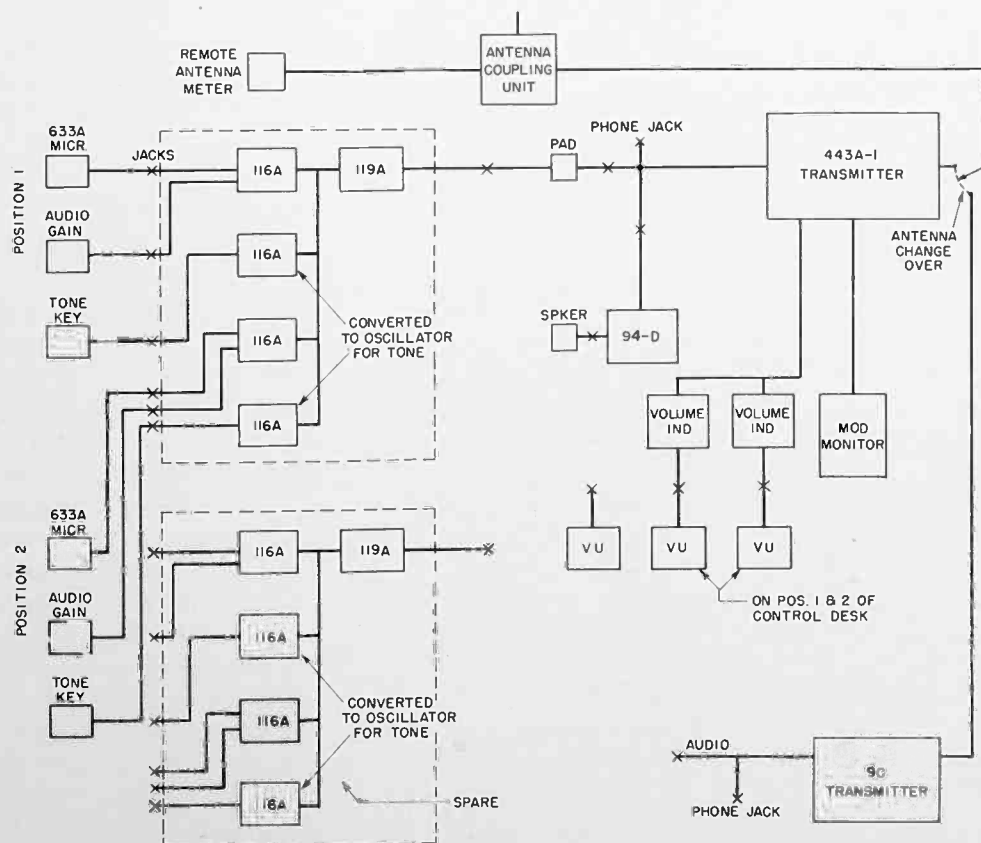 REMOTE
ANTENNA
METER
ANTENNA
COUPLING
UNIT
POSITION 1
633A
MICR.
JACKS
116A
119A
PHONE JACK
PAD
443A-1
TRANSMITTER
AUDIO
GAIN
116A
ANTENNA
CHANGE
OVER
TONE
KEY
116A
CONVERTED
TO OSCILLATOR
FOR TONE
SPKER
94-D
116A
VOLUME
IND
VOLUME
IND
MOD
MONITOR
POSITION 2
633A
MICR.
116A
119A
VU
VU
VU
AUDIO
GAIN
116A
ON POS. 1 & 2 OF
CONTROL DESK
TONE
KEY
116A
CONVERTED
TO OSCILLATOR
FOR TONE
116A
SPARE
AUDIO
PHONE JACK
TRANSMITTER